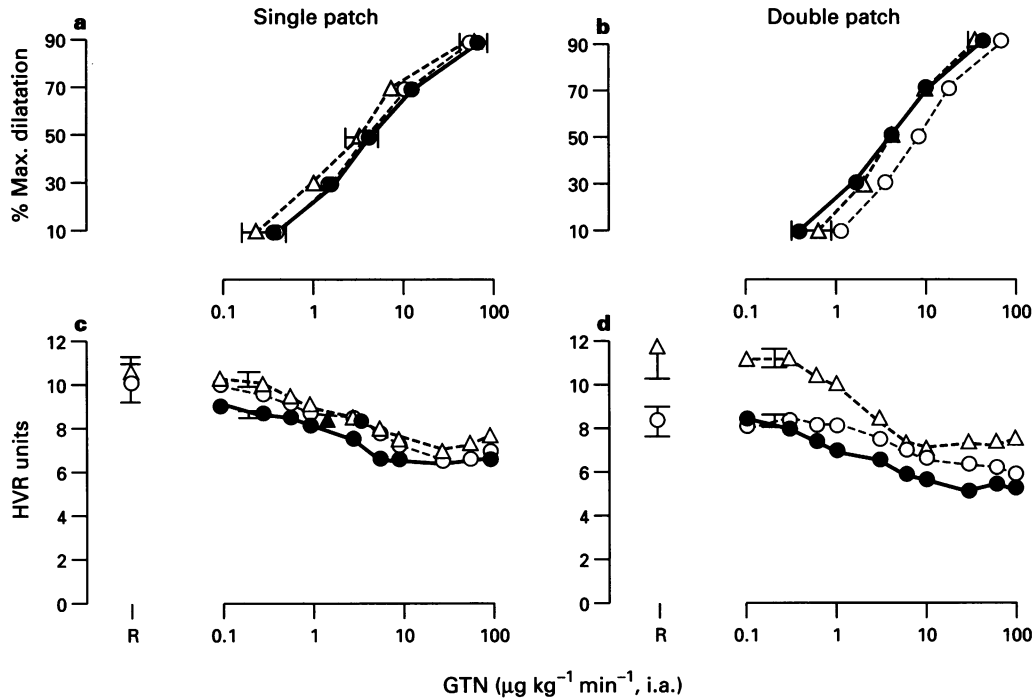 Single patch
Double patch
a
b
% Max. dilatation
90
70
50
30
10
90
70
50
30
10
0.1 1 10 100
0.1 1 10 100
c
d
HVR units
12
10
8
6
4
2
0
12
10
8
6
4
2
0
R 0.1 1 10 100
R 0.1 1 10 100
GTN (μg kg⁻¹ min⁻¹, i.a.)